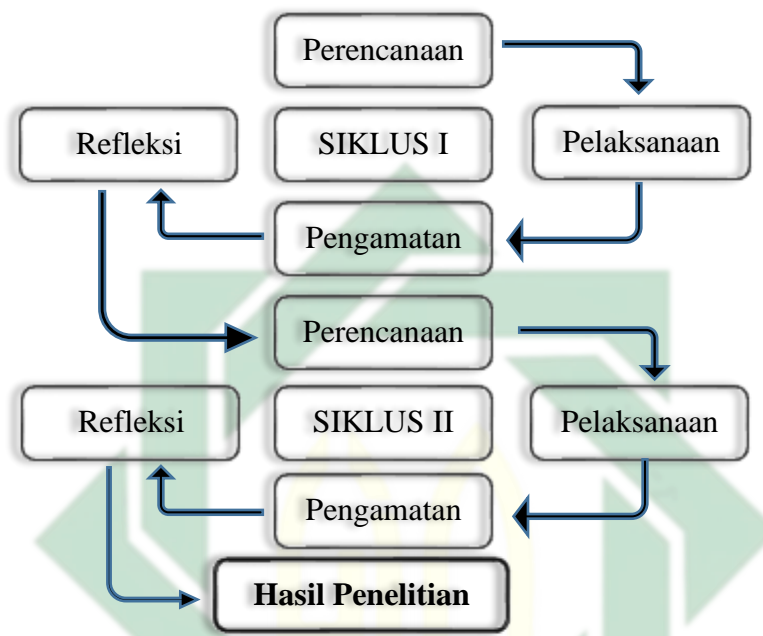 Perencanaan
Refleksi
SIKLUS I
Pelaksanaan
Pengamatan
Perencanaan
Refleksi
SIKLUS II
Pelaksanaan
Pengamatan
Hasil Penelitian